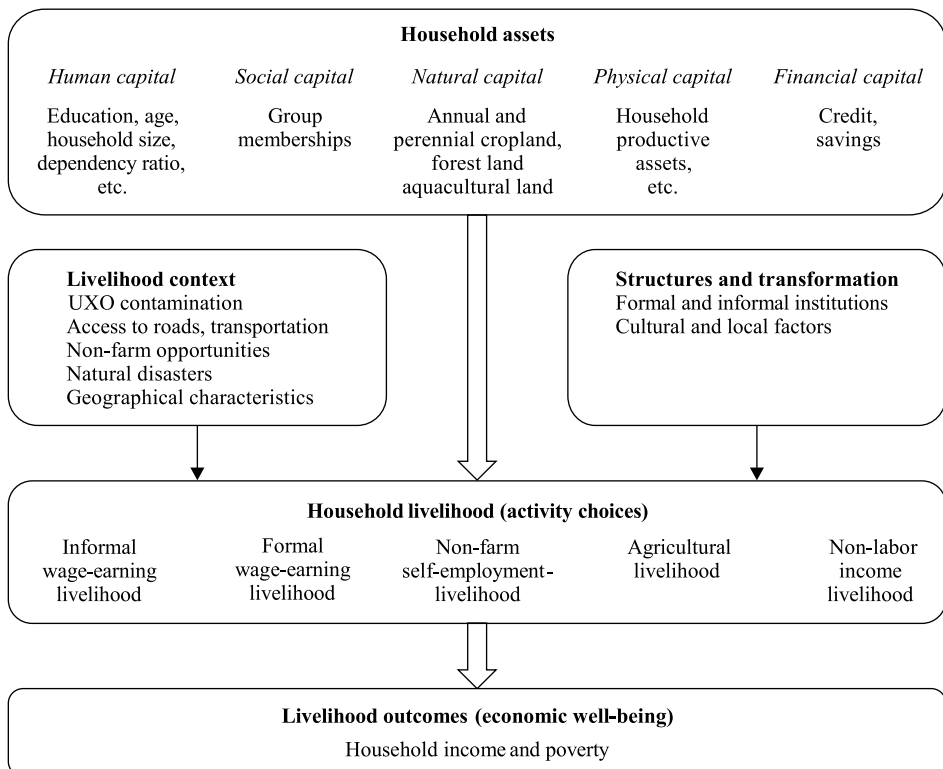 Household assets
Human capital
Education, age,
household size,
dependency ratio,
etc.
Social capital
Group
memberships
Natural capital
Annual and
perennial cropland,
forest land
aquacultural land
Physical capital
Household
productive
assets,
etc.
Financial capital
Credit,
savings
Livelihood context
UXO contamination
Access to roads, transportation
Non-farm opportunities
Natural disasters
Geographical characteristics
Structures and transformation
Formal and informal institutions
Cultural and local factors
Household livelihood (activity choices)
Informal
wage-earning
livelihood
Formal
wage-earning
livelihood
Non-farm
self-employment-
livelihood
Agricultural
livelihood
Non-labor
income
livelihood
Livelihood outcomes (economic well-being)
Household income and poverty